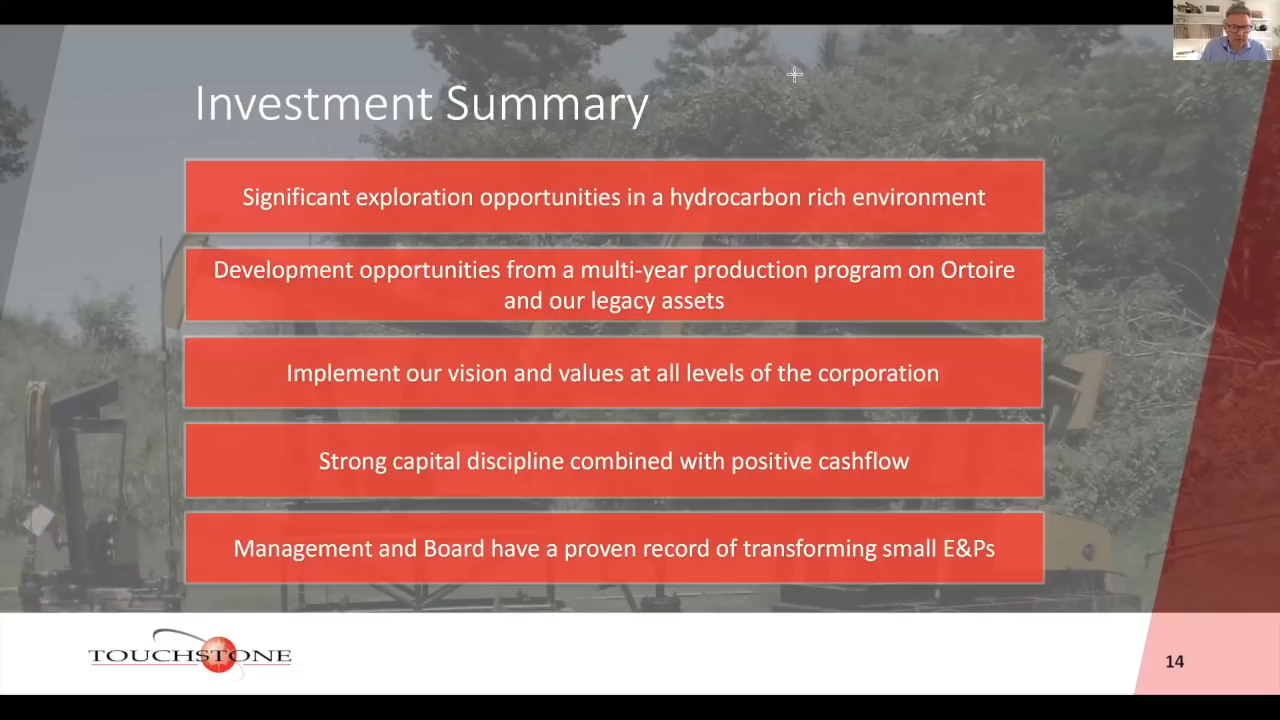 Investment Summary
Significant exploration opportunities in a hydrocarbon rich environment
Development opportunities from a multi-year production program on Ortoire
and our legacy assets
Implement our vision and values at all levels of the corporation
Strong capital discipline combined with positive cashflow
Management and Board have a proven record of transforming small E&Ps
TOUCHSTONE
14